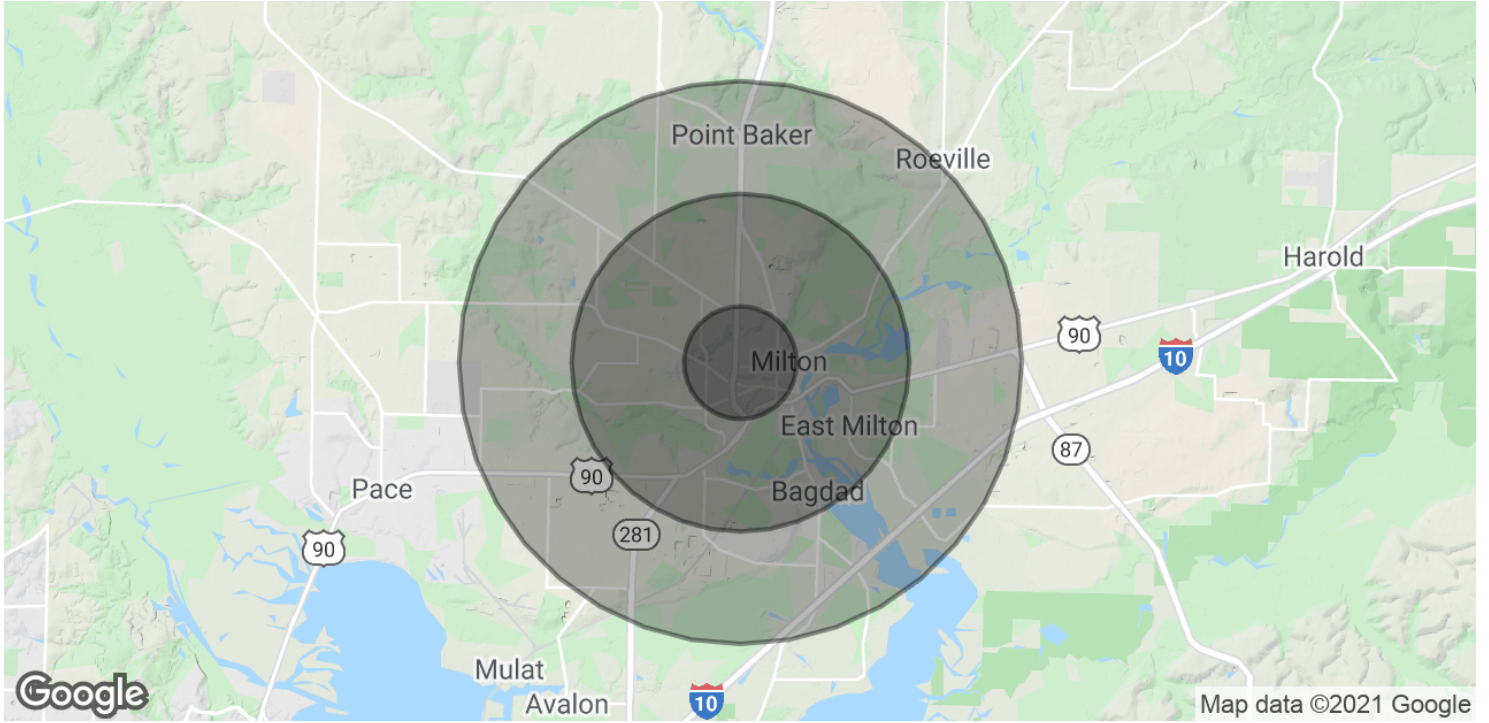 Point Baker
Roeville
Harold
90
10
Milton
East Milton
87
90
Pace
Bagdad
281
90
Mulat
Avalon
10
Google
Map data ©2021 Google